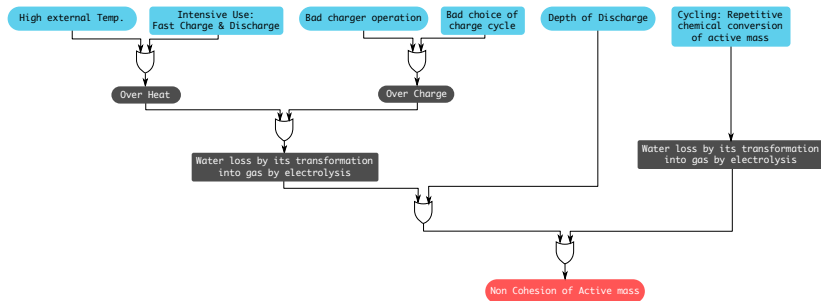 High external Temp.
Intensive Use:
Fast Charge & Discharge
Bad charger operation
Bad choice of
charge cycle
Depth of Discharge
Cycling: Repetitive
chemical conversion
of active mass
Over Heat
Over Charge
Water loss by its transformation
into gas by electrolysis
Water loss by its transformation
into gas by electrolysis
Non Cohesion of Active mass